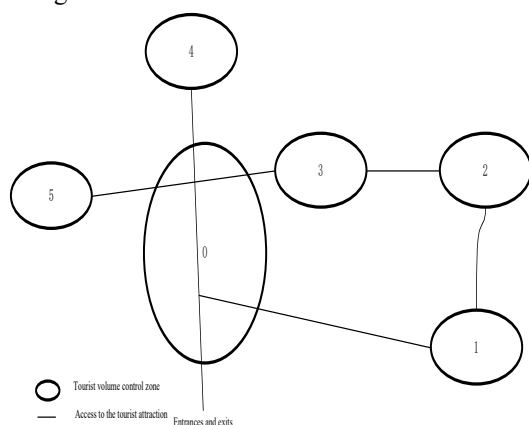 4
3
2
5
0
1
Tourist volume control zone
Access to the tourist attraction
Entrances and exits